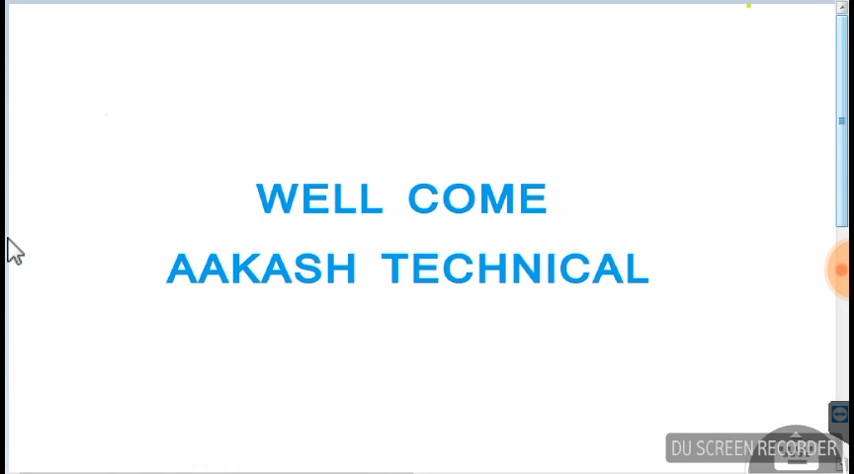 WELL COME
AAKASH TECHNICAL
DU SCREEN RECORDER